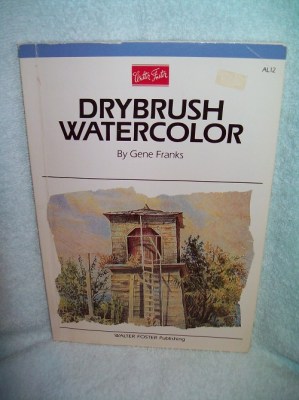 Walter Foster
AL12
DRYBRUSH
WATERCOLOR
By Gene Franks
WALTER FOSTER Publishing